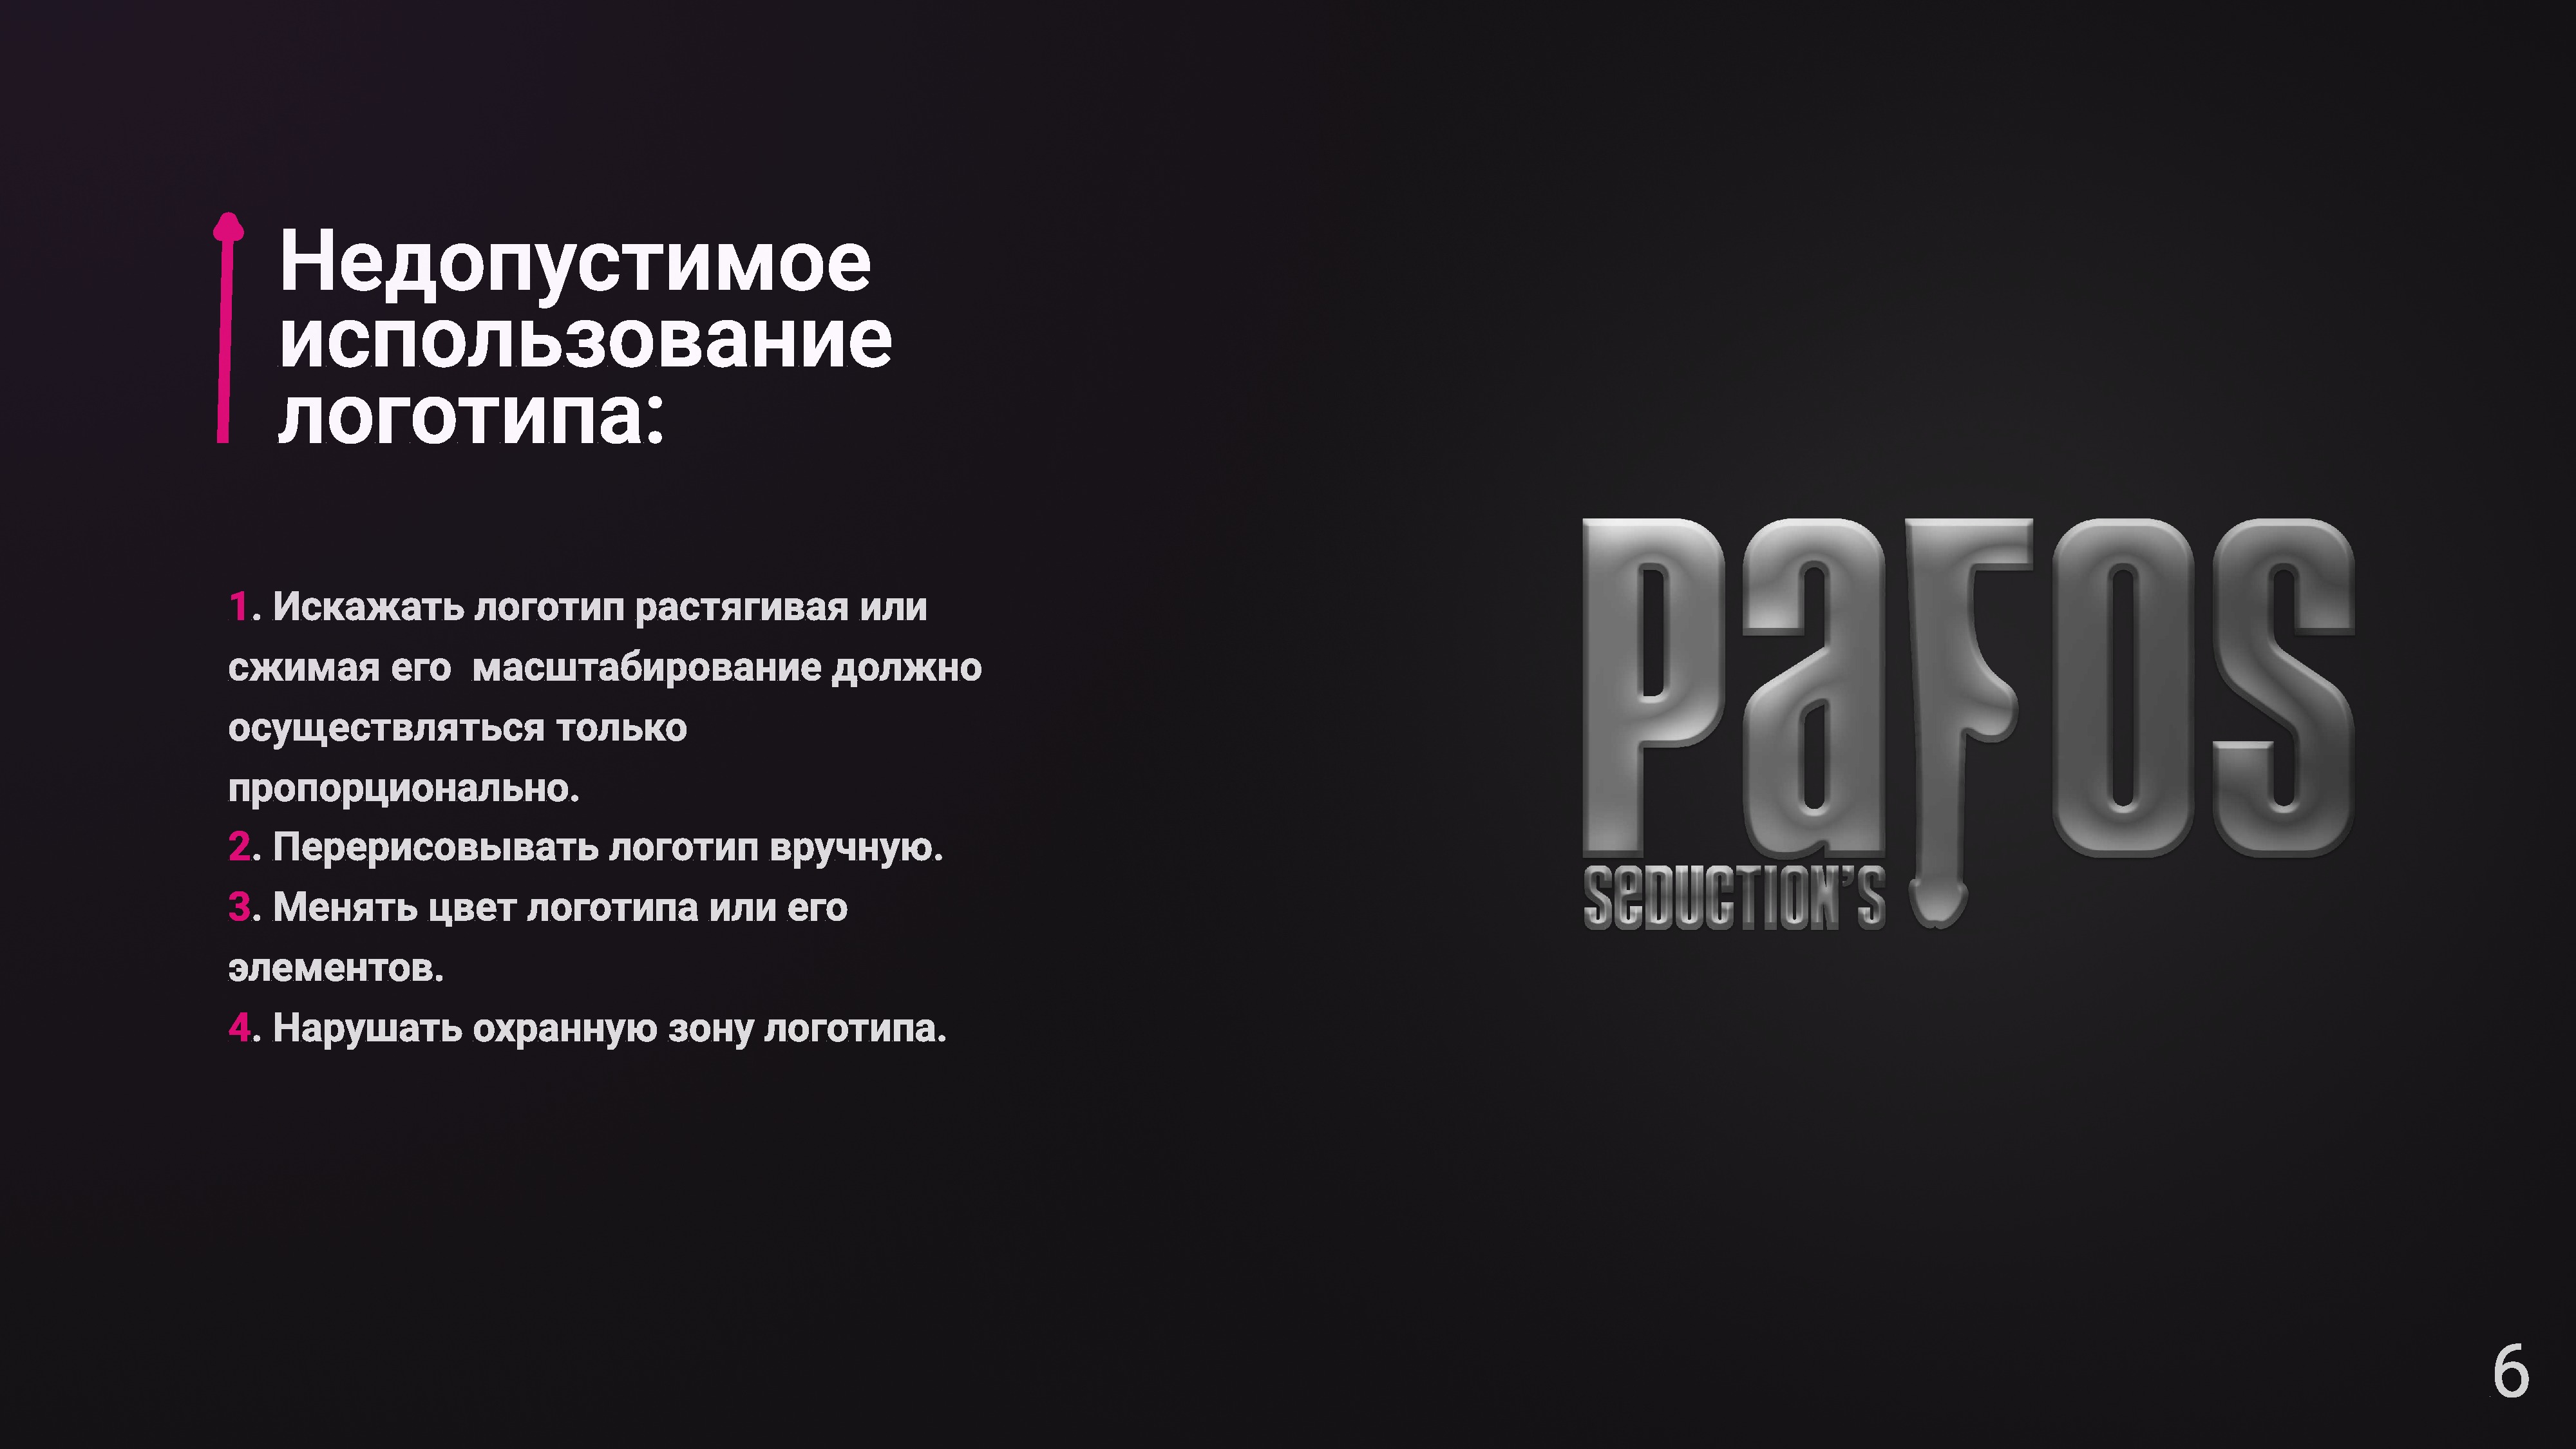 Недопустимое
использование
логотипа:
1. Искажать логотип растягивая или
сжимая его  масштабирование должно
осуществляться только
пропорционально.
2. Перерисовывать логотип вручную.
3. Менять цвет логотипа или его
элементов.
4. Нарушать охранную зону логотипа.
PaFOS
SeDUCTION'S
6